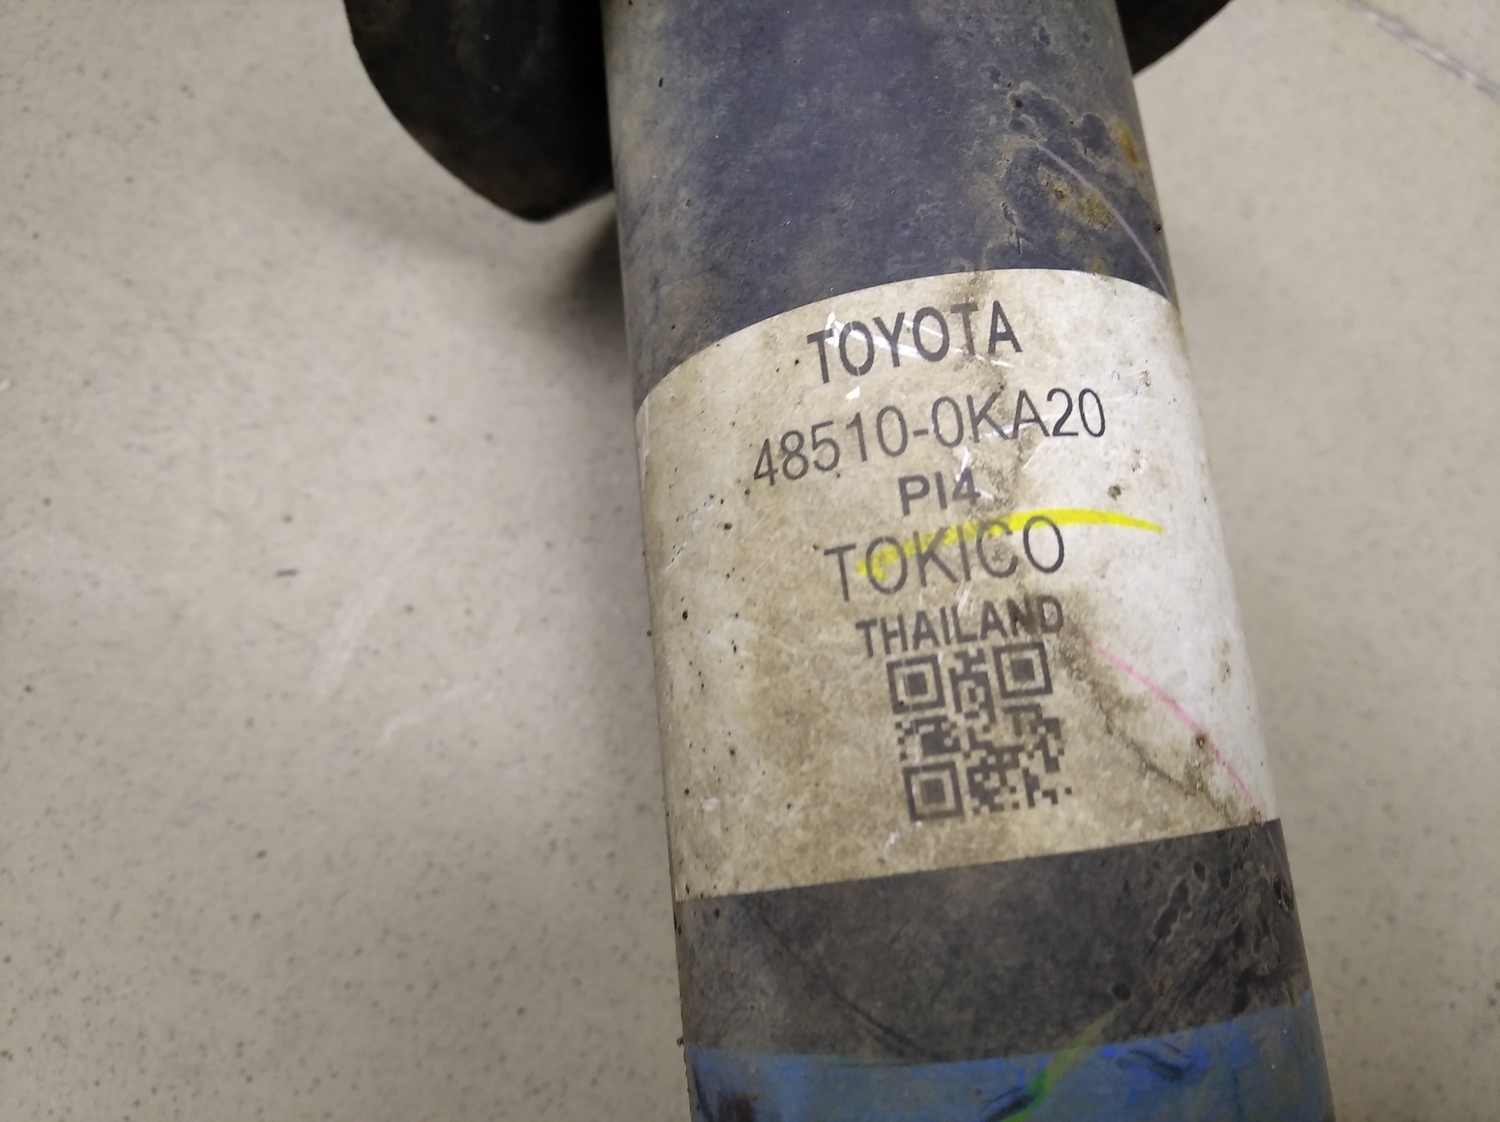 TOYOTA
48510-0KA20
PI4
TOKICO
THAILAND